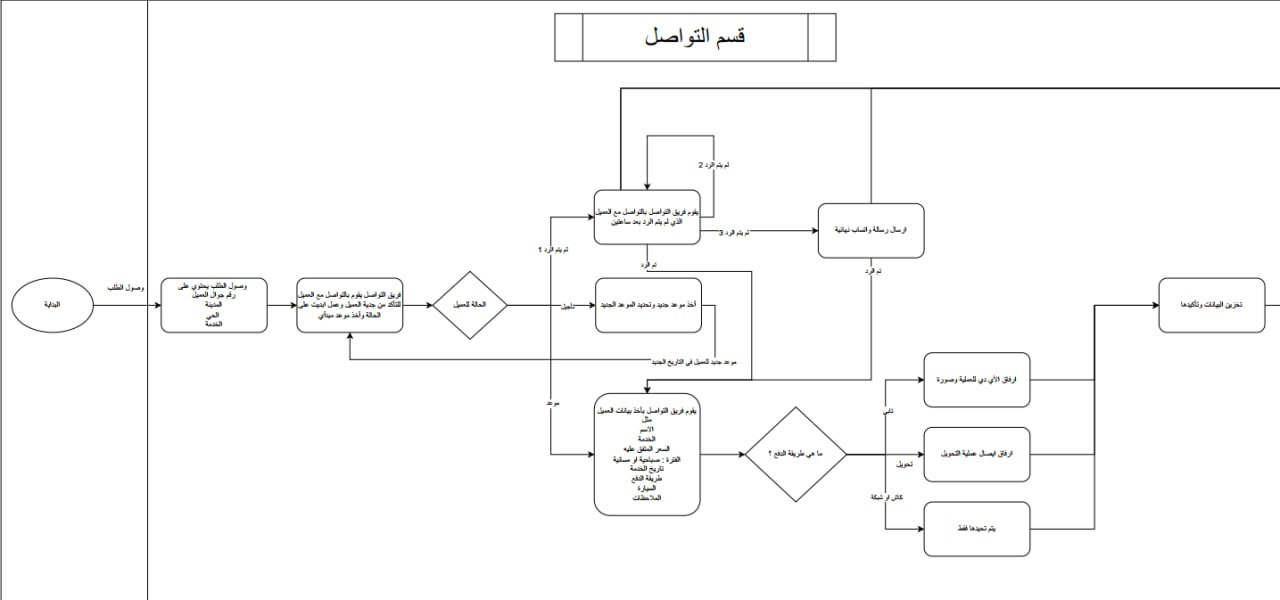 قسم التواصل
البداية
وصول الطلب
وصول الطلب يحتوي على
رقم جوال العميل
المدينة
الحي
الخدمة
فريق التواصل يقوم بالتواصل مع العميل
للتأكد من جدية العميل وعمل ابديت على
الحالة وأخذ موعد مبدأي
الحالة للعميل
لم يتم الرد 1
تأجيل
موعد
يقوم فريق التواصل بالتواصل مع العميل
الذي لم يتم الرد بعد ساعتين
لم يتم الرد 2
لم يتم الرد 3
تم الرد
ارسال رسالة واتساب نهائية
تم الرد
أخذ موعد جديد وتحديد الموعد الجديد
موعد جديد للعميل في التاريخ الجديد
يقوم فريق التواصل بأخذ بيانات العميل
مثل
الاسم
الخدمة
السعر المتفق عليه
الفترة : صباحية او مسائية
تاريخ الخدمة
طريقة الدفع
السيارة
الملاحظات
ما هي طريقة الدفع ؟
تابي
تحويل
كاش او شبكة
ارفاق الأي دي للعملية وصورة
ارفاق ايصال عملية التحويل
يتم تحيدها فقط
تخزين البيانات وتأكيدها